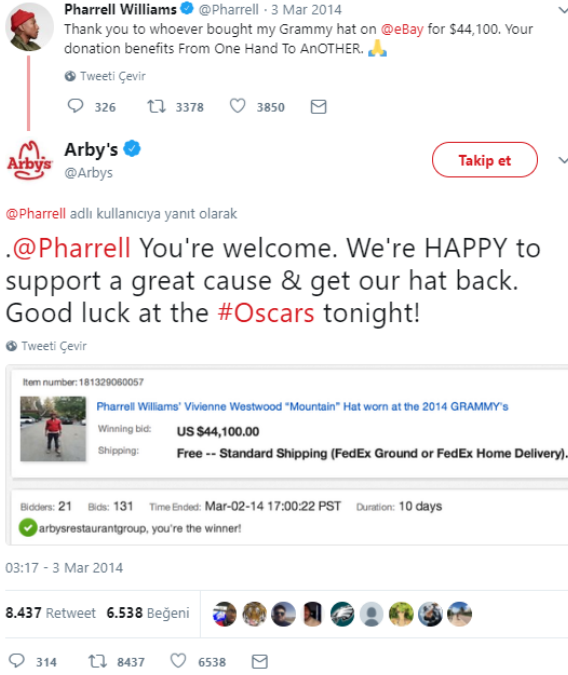 Pharrell Williams @Pharrell · 3 Mar 2014
Thank you to whoever bought my Grammy hat on @eBay for $44,100. Your
donation benefits From One Hand To AnOTHER. 🙏
Tweeti Çevir
326 3378 3850
Arby's
Arby's
@Arbys
Takip et
@Pharrell adlı kullanıcıya yanıt olarak
.@Pharrell You're welcome. We're HAPPY to
support a great cause & get our hat back.
Good luck at the #Oscars tonight!
Tweeti Çevir
Item number: 181329060057
Pharrell Williams' Vivienne Westwood "Mountain" Hat worn at the 2014 GRAMMY's
Winning bid: US $44,100.00
Shipping: Free -- Standard Shipping (FedEx Ground or FedEx Home Delivery).
Bidders: 21 Bids: 131 Time Ended: Mar-02-14 17:00:22 PST Duration: 10 days
arbysrestaurantgroup, you're the winner!
03:17 - 3 Mar 2014
8.437 Retweet 6.538 Beğeni
314 8437 6538